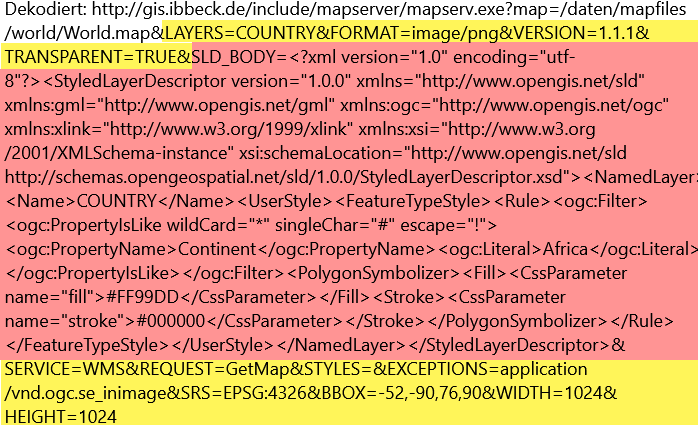 Dekodiert: http://gis.ibbeck.de/include/mapserver/mapserv.exe?map=/daten/mapfiles
/world/World.map&LAYERS=COUNTRY&FORMAT=image/png&VERSION=1.1.1&
TRANSPARENT=TRUE&SLD_BODY=<?xml version="1.0" encoding="utf-
8"?><StyledLayerDescriptor version="1.0.0" xmlns="http://www.opengis.net/sld"
xmlns:gml="http://www.opengis.net/gml" xmlns:ogc="http://www.opengis.net/ogc"
xmlns:xlink="http://www.w3.org/1999/xlink" xmlns:xsi="http://www.w3.org
/2001/XMLSchema-instance" xsi:schemaLocation="http://www.opengis.net/sld
http://schemas.opengeospatial.net/sld/1.0.0/StyledLayerDescriptor.xsd"><NamedLayer>
<Name>COUNTRY</Name><UserStyle><FeatureTypeStyle><Rule><ogc:Filter>
<ogc:PropertyIsLike wildCard="*" singleChar="#" escape="!">
<ogc:PropertyName>Continent</ogc:PropertyName><ogc:Literal>Africa</ogc:Literal>
</ogc:PropertyIsLike></ogc:Filter><PolygonSymbolizer><Fill><CssParameter
name="fill">#FF99DD</CssParameter></Fill><Stroke><CssParameter
name="stroke">#000000</CssParameter></Stroke></PolygonSymbolizer></Rule>
</FeatureTypeStyle></UserStyle></NamedLayer></StyledLayerDescriptor>&
SERVICE=WMS&REQUEST=GetMap&STYLES=&EXCEPTIONS=application
/vnd.ogc.se_inimage&SRS=EPSG:4326&BBOX=-52,-90,76,90&WIDTH=1024&
HEIGHT=1024